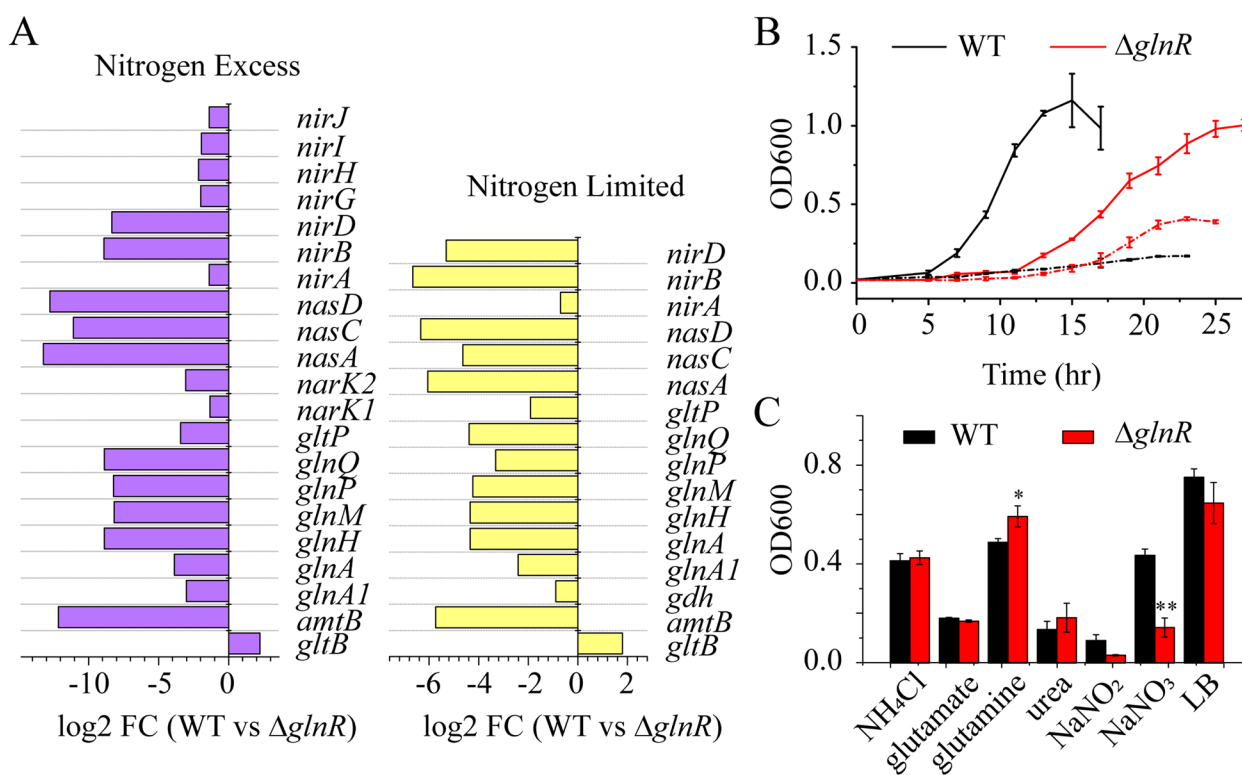 A
Nitrogen Excess
nirJ
nirI
nirH
nirG
nirD
nirB
nirA
nasD
nasC
nasA
narK2
narK1
gltP
glnQ
glnP
glnM
glnH
glnA
glnA1
amtB
gltB
-10 -5 0
log2 FC (WT vs ΔglnR)
Nitrogen Limited
nirD
nirB
nirA
nasD
nasC
nasA
gltP
glnQ
glnP
glnM
glnH
glnA
glnA1
gdh
amtB
gltB
-6 -4 -2 0 2
log2 FC (WT vs ΔglnR)
B
WT ΔglnR
1.5
1.0
0.5
0.0
OD600
0 5 10 15 20 25
Time (hr)
C
WT ΔglnR
0.8
0.4
0.0
OD600
*
**
NH₄Cl
glutamate
glutamine
urea
NaNO₂
NaNO₃
LB